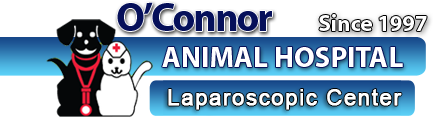 O'Connor
Since 1997
ANIMAL HOSPITAL
Laparoscopic Center